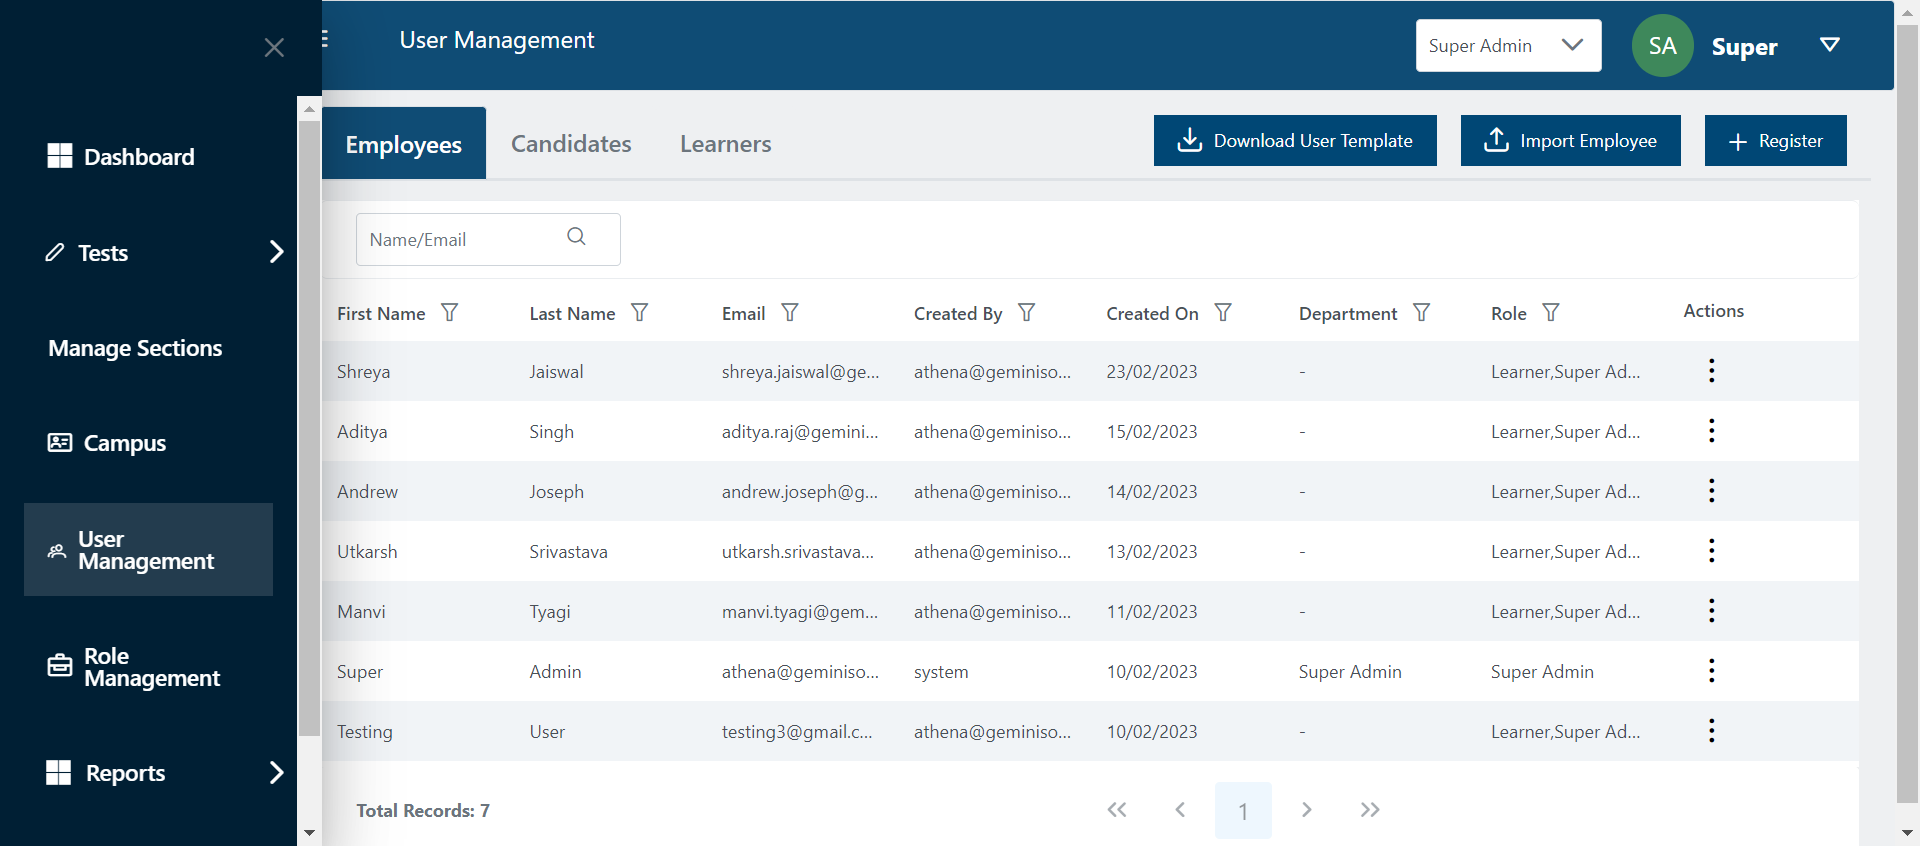 User Management
Super Admin
SA
Super
Dashboard
Tests
Manage Sections
Campus
User
Management
Role
Management
Reports
Employees
Candidates
Learners
Download User Template
Import Employee
Register
Name/Email
First Name Last Name Email Created By Created On Department Role Actions
Shreya Jaiswal shreya.jaiswal@ge... athena@geminiso... 23/02/2023 - Learner,Super Ad...
Aditya Singh aditya.raj@gemini... athena@geminiso... 15/02/2023 - Learner,Super Ad...
Andrew Joseph andrew.joseph@g... athena@geminiso... 14/02/2023 - Learner,Super Ad...
Utkarsh Srivastava utkarsh.srivastava... athena@geminiso... 13/02/2023 - Learner,Super Ad...
Manvi Tyagi manvi.tyagi@gem... athena@geminiso... 11/02/2023 - Learner,Super Ad...
Super Admin athena@geminiso... system 10/02/2023 Super Admin Super Admin
Testing User testing3@gmail.c... athena@geminiso... 10/02/2023 - Learner,Super Ad...
Total Records: 7
1